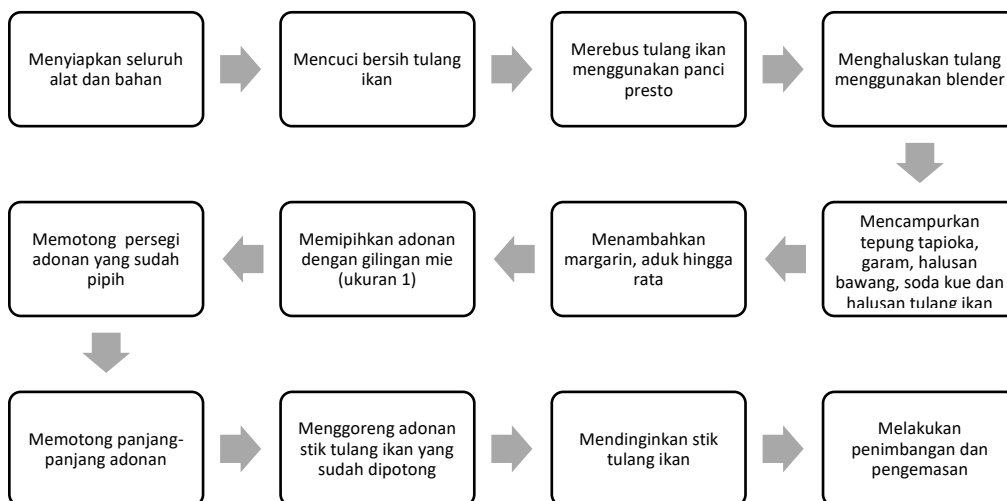 Menyiapkan seluruh
alat dan bahan
Mencuci bersih tulang
ikan
Merebus tulang ikan
menggunakan panci
presto
Menghaluskan tulang
menggunakan blender
Mencampurkan
tepung tapioka,
garam, halusan
bawang, soda kue dan
halusan tulang ikan
Menambahkan
margarin, aduk hingga
rata
Memipihkan adonan
dengan gilingan mie
(ukuran 1)
Memotong persegi
adonan yang sudah
pipih
Memotong panjang-
panjang adonan
Menggoreng adonan
stik tulang ikan yang
sudah dipotong
Mendinginkan stik
tulang ikan
Melakukan
penimbangan dan
pengemasan